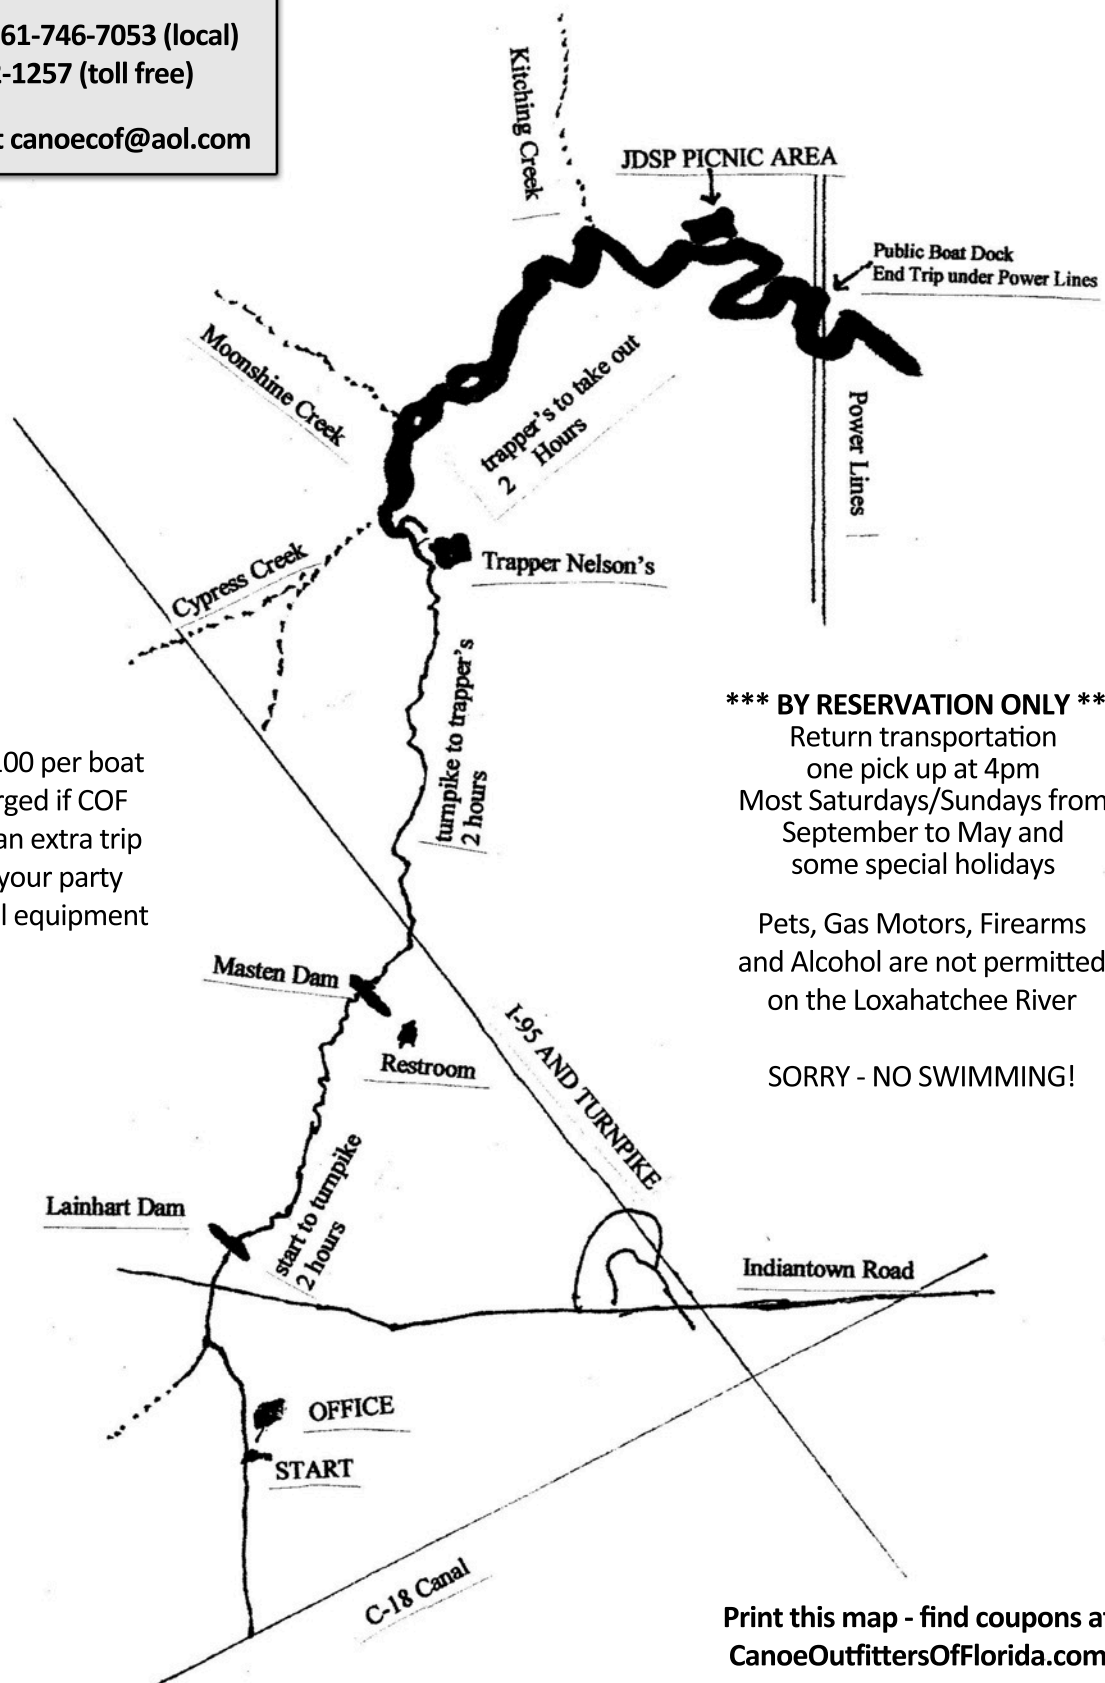 61-746-7053 (local)
-1257 (toll free)
canoecof@aol.com
Kitching Creek
JDSP PICNIC AREA
Public Boat Dock
End Trip under Power Lines
Moonshine Creek
trapper's to take out
2 Hours
Power Lines
Cypress Creek
Trapper Nelson's
turnpike to trapper's
2 hours
*** BY RESERVATION ONLY **
Return transportation
one pick up at 4pm
Most Saturdays/Sundays from
September to May and
some special holidays
00 per boat
rged if COF
an extra trip
your party
l equipment
Pets, Gas Motors, Firearms
and Alcohol are not permitted
on the Loxahatchee River
SORRY - NO SWIMMING!
Masten Dam
Restroom
I-95 AND TURNPIKE
start to turnpike
2 hours
Lainhart Dam
Indiantown Road
OFFICE
START
C-18 Canal
Print this map - find coupons at
CanoeOutfittersOfFlorida.com